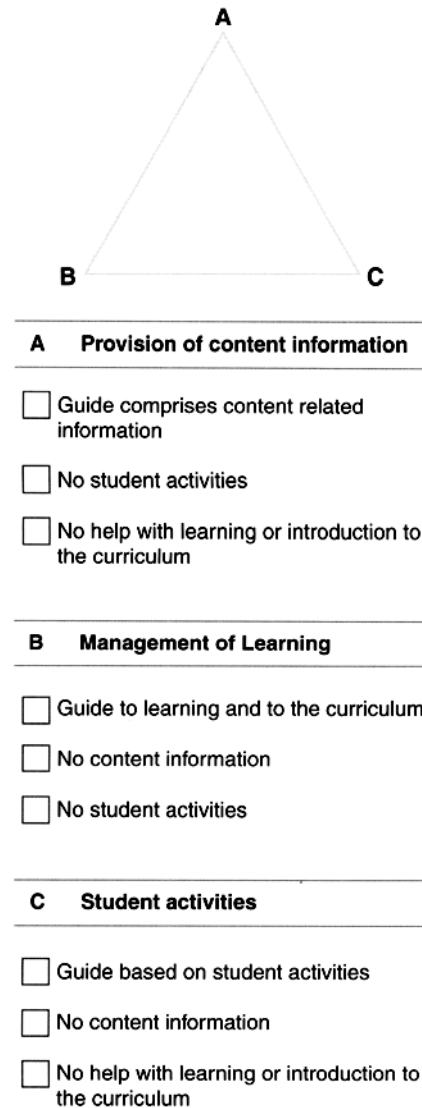 A
B
C
A Provision of content information
Guide comprises content related
information
No student activities
No help with learning or introduction to
the curriculum
B Management of Learning
Guide to learning and to the curriculum
No content information
No student activities
C Student activities
Guide based on student activities
No content information
No help with learning or introduction to
the curriculum